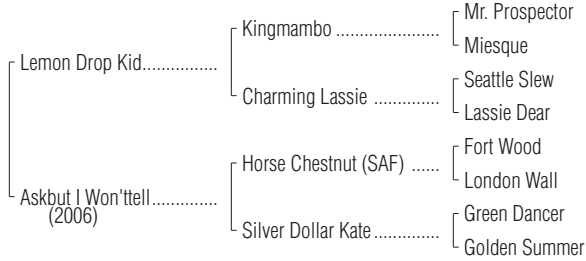 Mr. Prospector
Kingmambo ......................
Miesque
Lemon Drop Kid................
Seattle Slew
Charming Lassie ..............
Lassie Dear
Fort Wood
Horse Chestnut (SAF) ......
London Wall
Askbut I Won'ttell..............
(2006)
Green Dancer
Silver Dollar Kate..............
Golden Summer